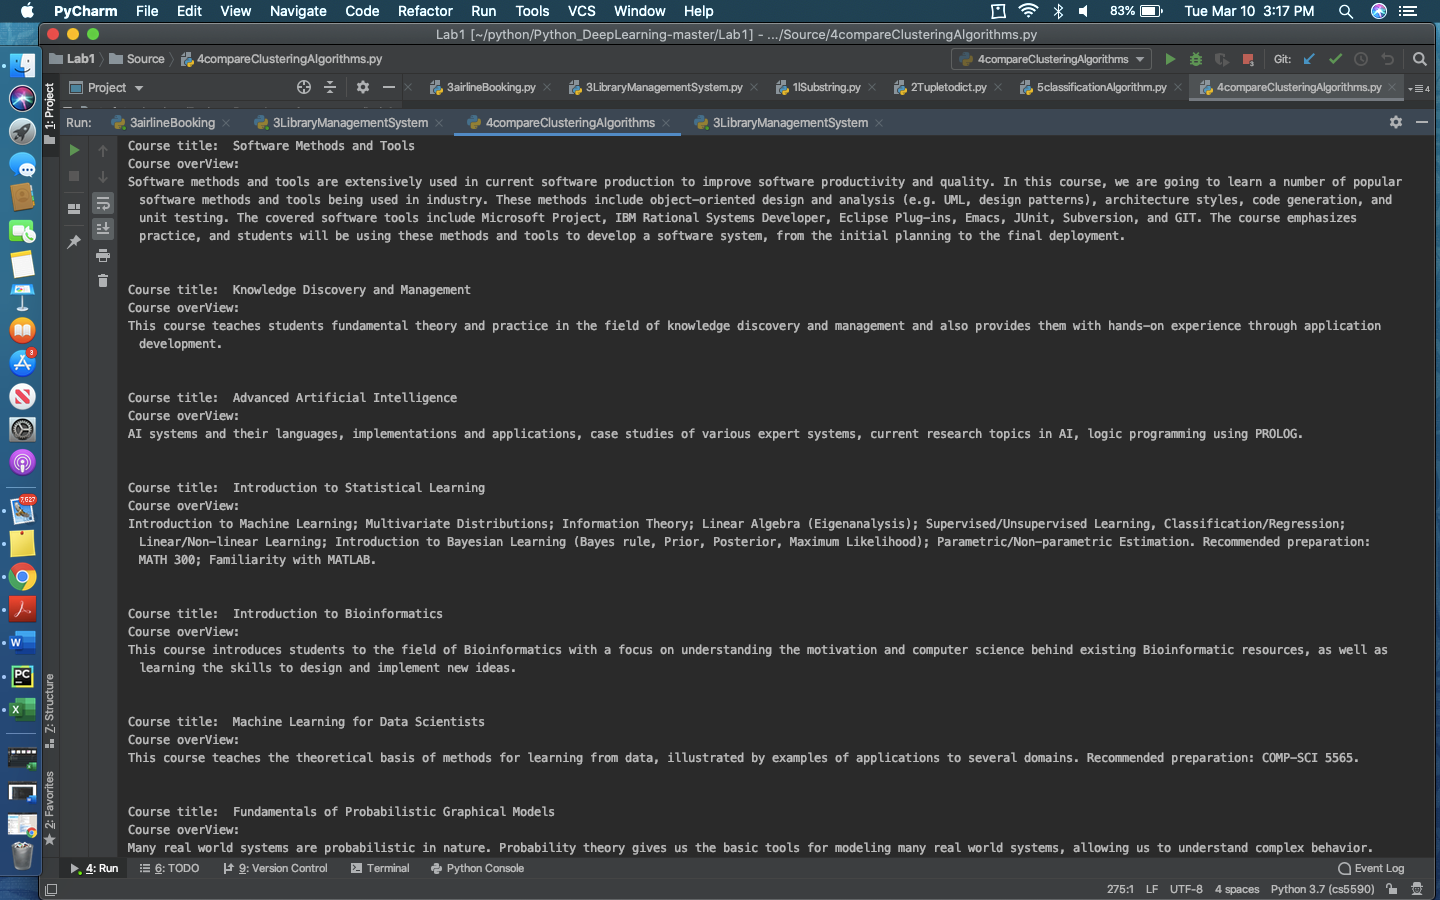 PyCharm File Edit View Navigate Code Refactor Run Tools VCS Window Help 83% Tue Mar 10 3:17 PM
Lab1 [~/python/Python_DeepLearning-master/Lab1] - .../Source/4compareClusteringAlgorithms.py
Lab1 Source 4compareClusteringAlgorithms.py 4compareClusteringAlgorithms Git:
Project 3airlineBooking.py 3LibraryManagementSystem.py 1lSubstring.py 2Tupletodict.py 5classificationAlgorithm.py 4compareClusteringAlgorithms.py 4
1: Project
Run: 3airlineBooking 3LibraryManagementSystem 4compareClusteringAlgorithms 3LibraryManagementSystem
Course title:  Software Methods and Tools
Course overView:
Software methods and tools are extensively used in current software production to improve software productivity and quality. In this course, we are going to learn a number of popular
software methods and tools being used in industry. These methods include object-oriented design and analysis (e.g. UML, design patterns), architecture styles, code generation, and
unit testing. The covered software tools include Microsoft Project, IBM Rational Systems Developer, Eclipse Plug-ins, Emacs, JUnit, Subversion, and GIT. The course emphasizes
practice, and students will be using these methods and tools to develop a software system, from the initial planning to the final deployment.
Course title:  Knowledge Discovery and Management
Course overView:
This course teaches students fundamental theory and practice in the field of knowledge discovery and management and also provides them with hands-on experience through application
development.
Course title:  Advanced Artificial Intelligence
Course overView:
AI systems and their languages, implementations and applications, case studies of various expert systems, current research topics in AI, logic programming using PROLOG.
Course title:  Introduction to Statistical Learning
Course overView:
Introduction to Machine Learning; Multivariate Distributions; Information Theory; Linear Algebra (Eigenanalysis); Supervised/Unsupervised Learning, Classification/Regression;
Linear/Non-linear Learning; Introduction to Bayesian Learning (Bayes rule, Prior, Posterior, Maximum Likelihood); Parametric/Non-parametric Estimation. Recommended preparation:
MATH 300; Familiarity with MATLAB.
Course title:  Introduction to Bioinformatics
Course overView:
This course introduces students to the field of Bioinformatics with a focus on understanding the motivation and computer science behind existing Bioinformatic resources, as well as
learning the skills to design and implement new ideas.
Course title:  Machine Learning for Data Scientists
Course overView:
This course teaches the theoretical basis of methods for learning from data, illustrated by examples of applications to several domains. Recommended preparation: COMP-SCI 5565.
Course title:  Fundamentals of Probabilistic Graphical Models
Course overView:
Many real world systems are probabilistic in nature. Probability theory gives us the basic tools for modeling many real world systems, allowing us to understand complex behavior.
3
7,527
W
PC
X
Z: Structure
2: Favorites
4: Run 6: TODO 9: Version Control Terminal Python Console Event Log
275:1 LF UTF-8 4 spaces Python 3.7 (cs5590)